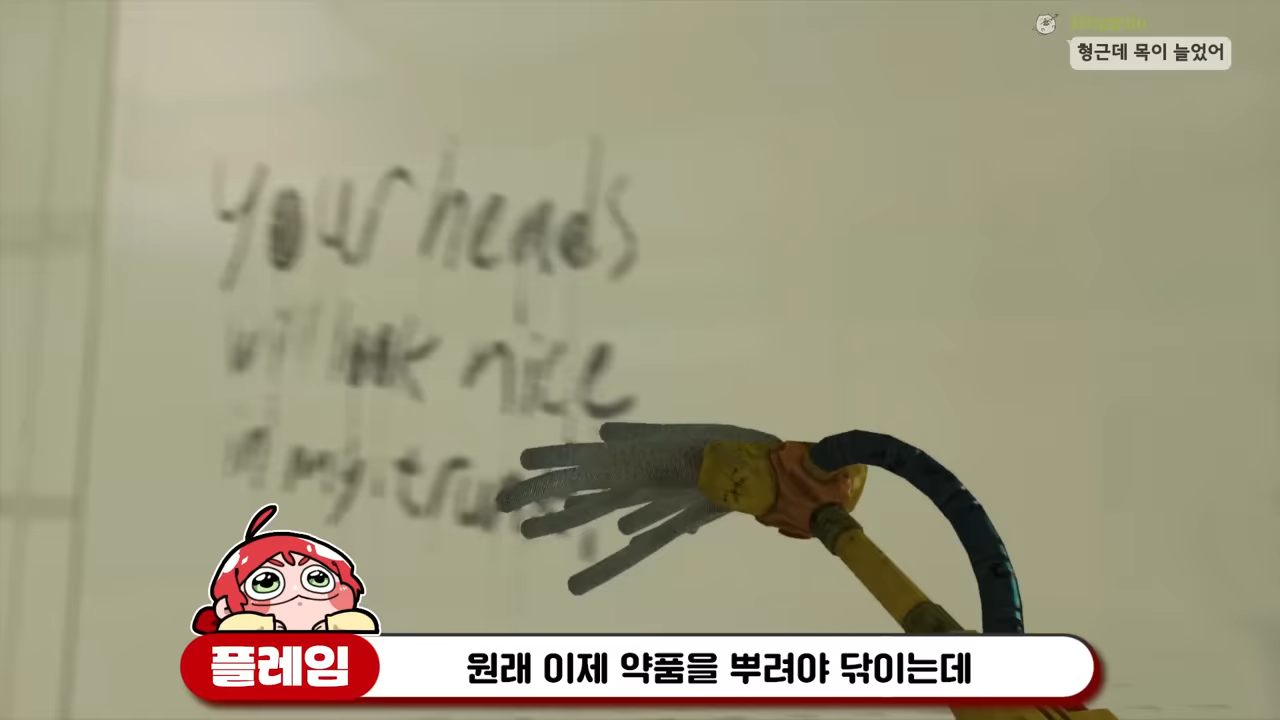 형근데 목이 늘었어
your heads
will look nice
in my trunk.
플레임
원래 이제 약품을 뿌려야 닦이는데